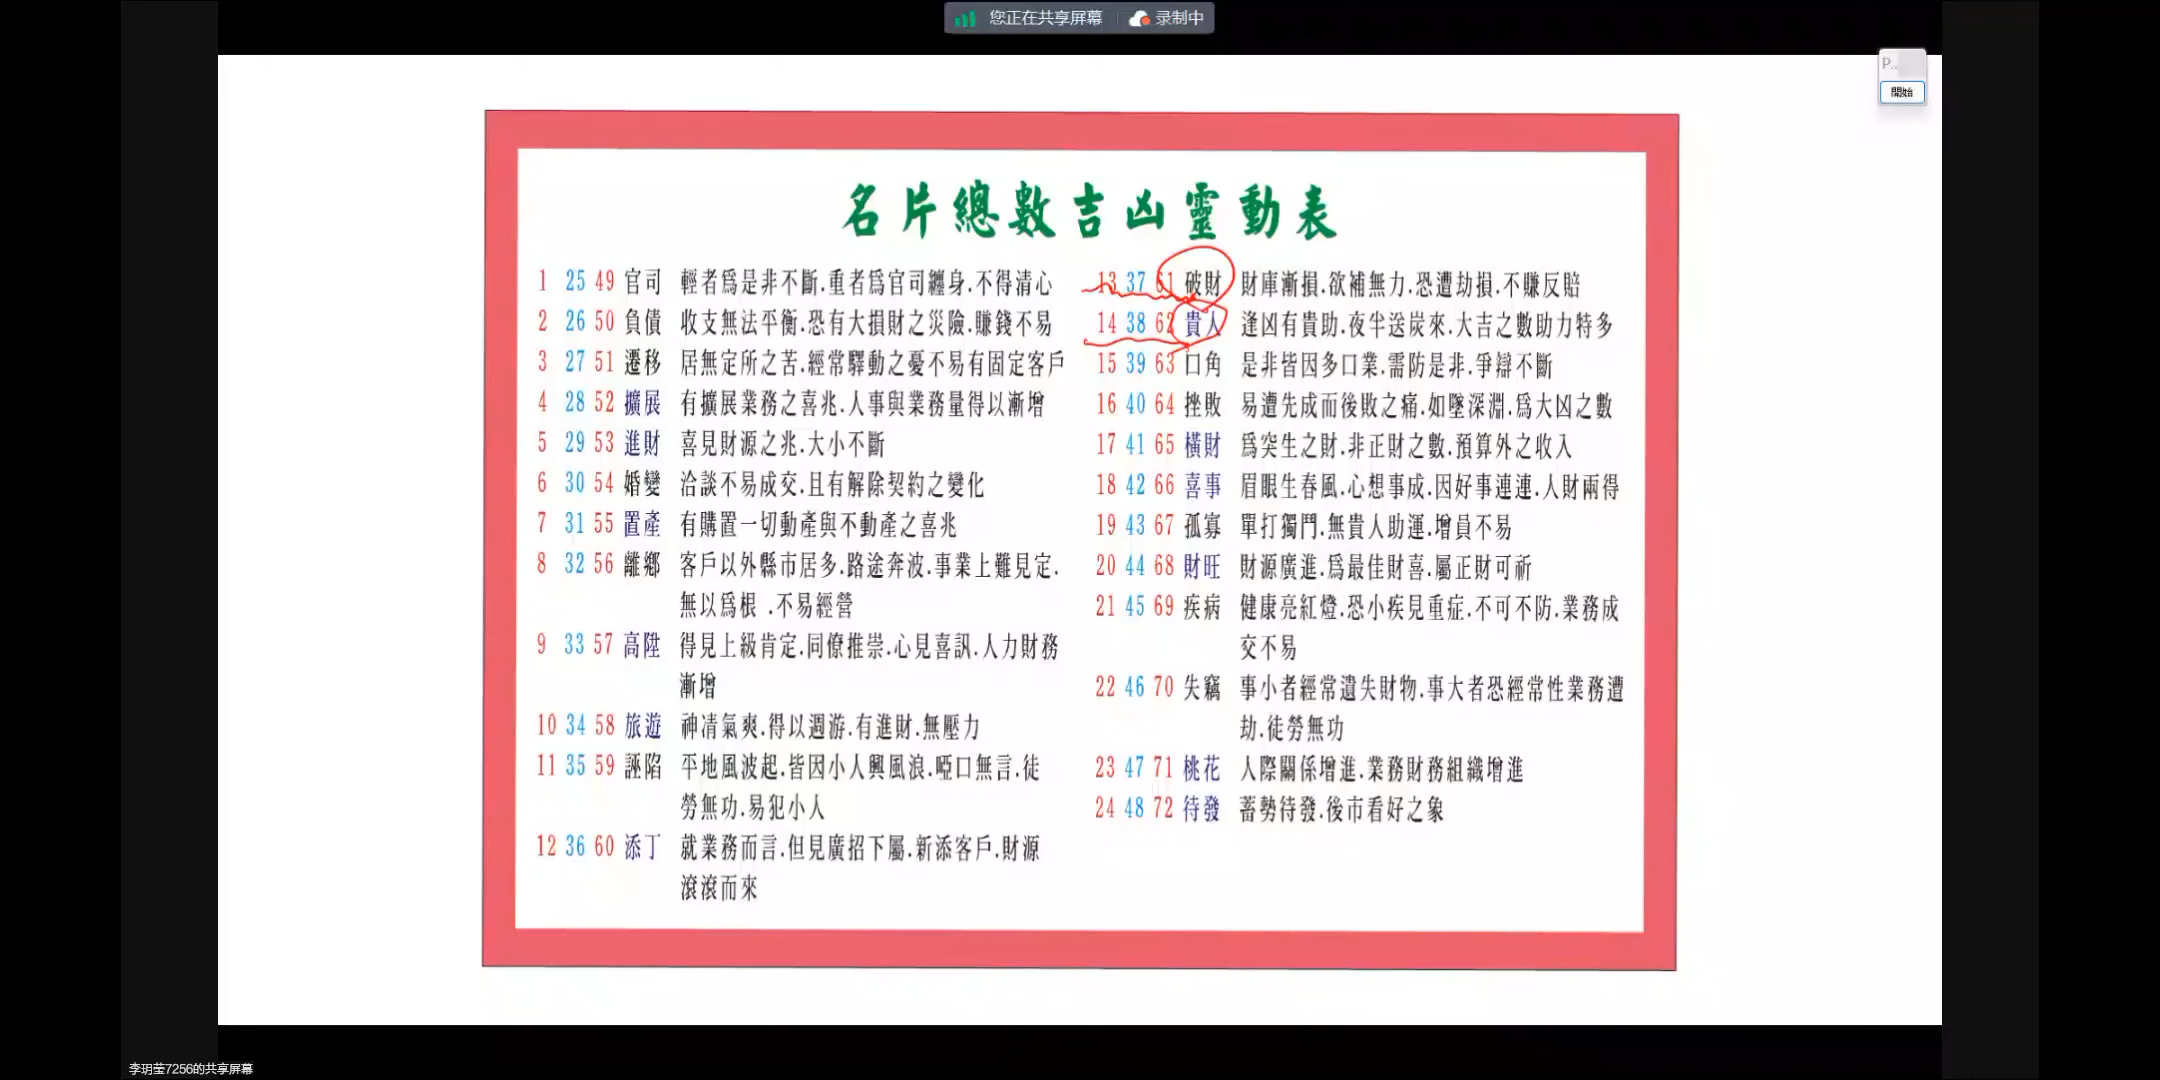 您正在共享屏幕 录制中
P...
開始
名片總數吉凶靈動表
1 25 49 官司 輕者爲是非不斷.重者爲官司纏身.不得清心
2 26 50 負債 收支無法平衡.恐有大損財之災險.賺錢不易
3 27 51 遷移 居無定所之苦.經常驛動之憂不易有固定客戶
4 28 52 擴展 有擴展業務之喜兆.人事與業務量得以漸增
5 29 53 進財 喜見財源之兆.大小不斷
6 30 54 婚變 洽談不易成交.且有解除契約之變化
7 31 55 置產 有購置一切動產與不動產之喜兆
8 32 56 離鄉 客戶以外縣市居多.路途奔波.事業上難見定.
無以爲根 .不易經營
9 33 57 高陞 得見上級肯定.同僚推崇.心見喜訊.人力財務
漸增
10 34 58 旅遊 神清氣爽.得以週游.有進財.無壓力
11 35 59 誣陷 平地風波起.皆因小人興風浪.啞口無言.徒
勞無功.易犯小人
12 36 60 添丁 就業務而言.但見廣招下屬.新添客戶.財源
滾滾而來
13 37 61 破財 財庫漸損.欲補無力.恐遭劫損.不賺反賠
14 38 62 貴人 逢凶有貴助.夜半送炭來.大吉之數助力特多
15 39 63 口角 是非皆因多口業.需防是非.爭辯不斷
16 40 64 挫敗 易遭先成而後敗之痛.如墜深淵.爲大凶之數
17 41 65 橫財 爲突生之財.非正財之數.預算外之收入
18 42 66 喜事 眉眼生春風.心想事成.因好事連連.人財兩得
19 43 67 孤寡 單打獨鬥.無貴人助運.增員不易
20 44 68 財旺 財源廣進.爲最佳財喜.屬正財可祈
21 45 69 疾病 健康亮紅燈.恐小疾見重症.不可不防.業務成
交不易
22 46 70 失竊 事小者經常遺失財物.事大者恐經常性業務遭
劫.徒勞無功
23 47 71 桃花 人際關係增進.業務財務組織增進
24 48 72 待發 蓄勢待發.後市看好之象
李玥莹7256的共享屏幕